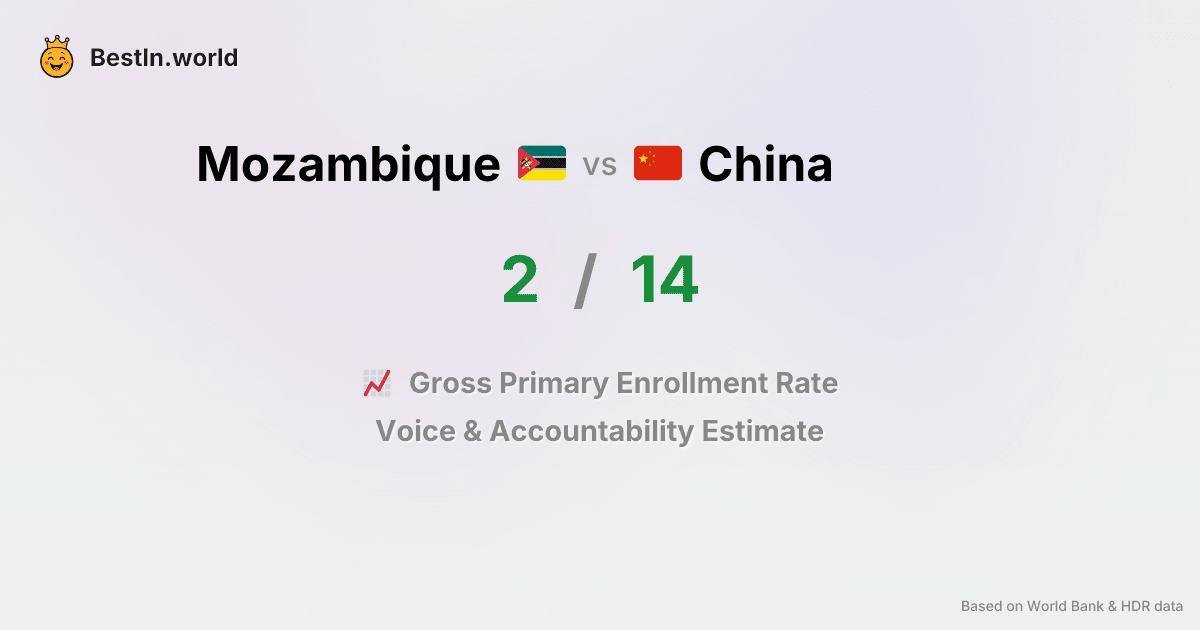 BestIn.world
Mozambique vs China
2 / 14
Gross Primary Enrollment Rate
Voice & Accountability Estimate
Based on World Bank & HDR data